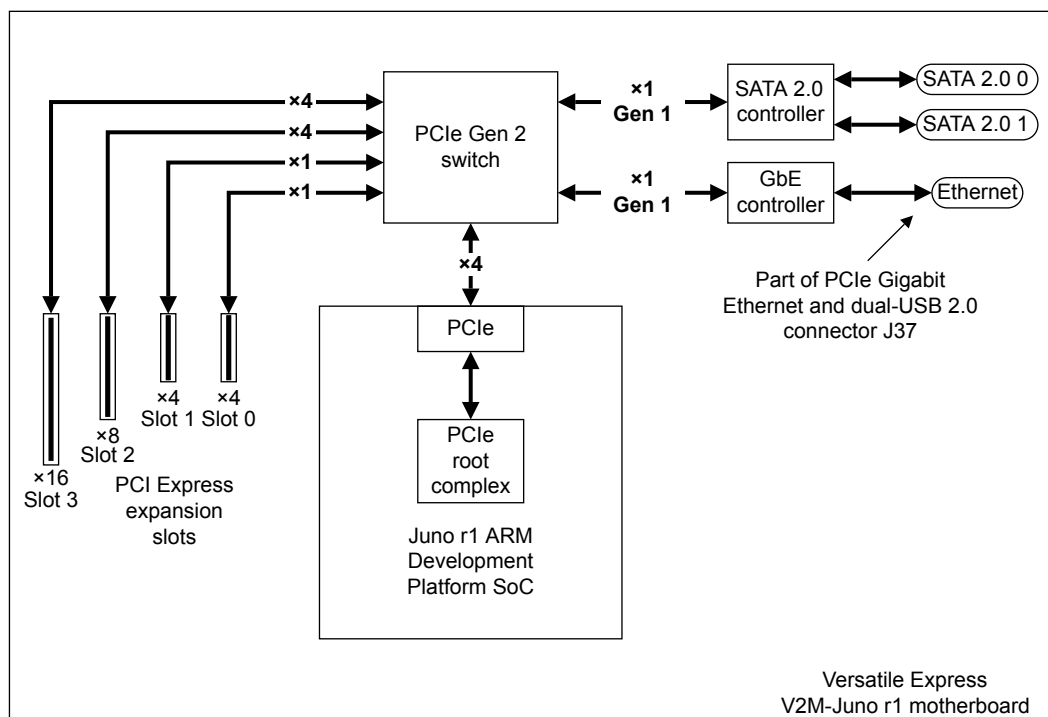 ×4
×4
×1
×1
PCIe Gen 2
switch
×1
Gen 1
SATA 2.0
controller
SATA 2.0 0
SATA 2.0 1
×1
Gen 1
GbE
controller
Ethernet
Part of PCIe Gigabit
Ethernet and dual-USB 2.0
connector J37
×4
PCIe
PCIe
root
complex
Juno r1 ARM
Development
Platform SoC
×16
Slot 3
×8
Slot 2
×4
Slot 1
×4
Slot 0
PCI Express
expansion
slots
Versatile Express
V2M-Juno r1 motherboard